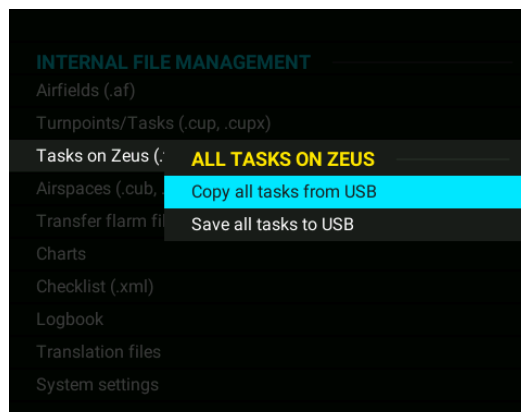 INTERNAL FILE MANAGEMENT
Airfields (.af)
Turnpoints/Tasks (.cup, .cupx)
Tasks on Zeus (.
ALL TASKS ON ZEUS
Airspaces (.cub, .
Copy all tasks from USB
Transfer flarm fil
Save all tasks to USB
Charts
Checklist (.xml)
Logbook
Translation files
System settings